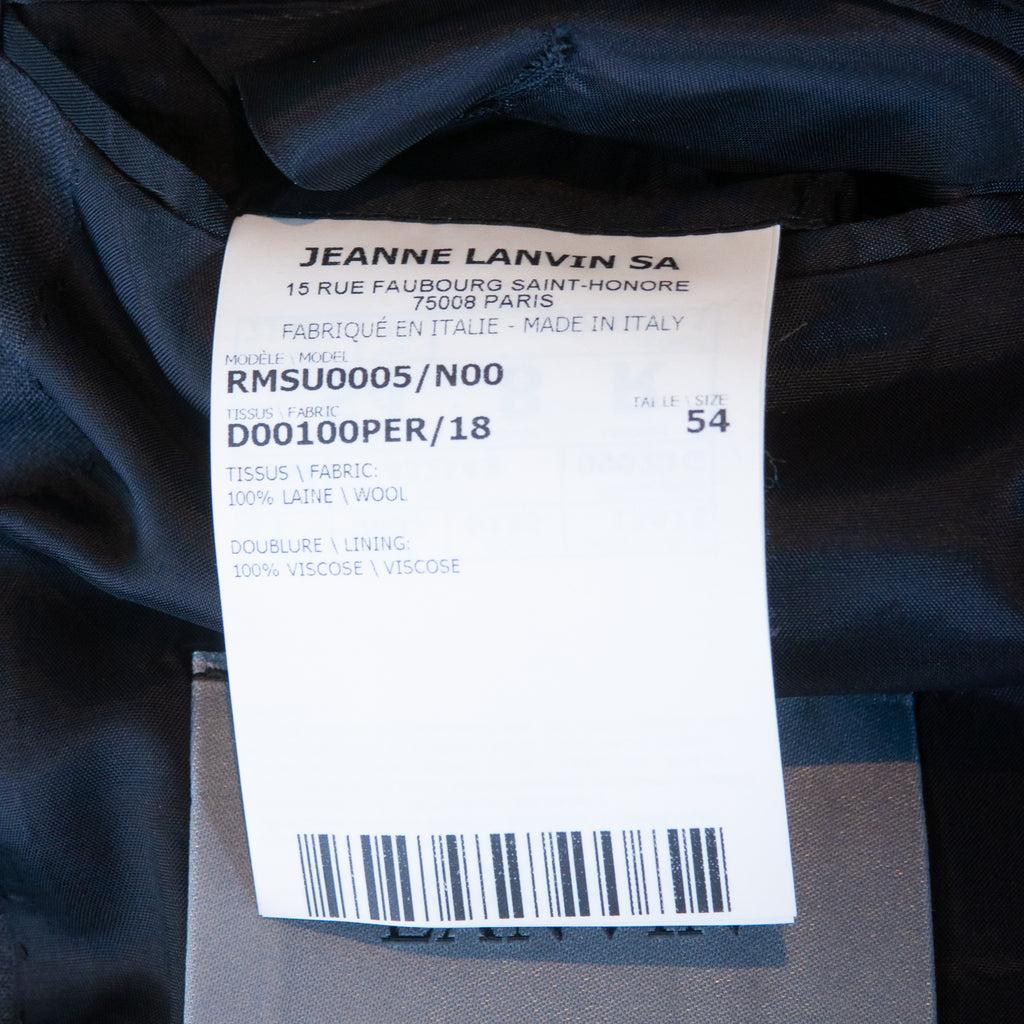 JEANNE LANVIN SA
15 RUE FAUBOURG SAINT-HONORE
75008 PARIS
FABRIQUÉ EN ITALIE - MADE IN ITALY
MODÈLE \ MODEL
RMSU0005/N00
TISSUS \ FABRIC
D00100PER/18
TAILLE \ SIZE
54
TISSUS \ FABRIC:
100% LAINE \ WOOL
DOUBLURE \ LINING:
100% VISCOSE \ VISCOSE
LANVIN